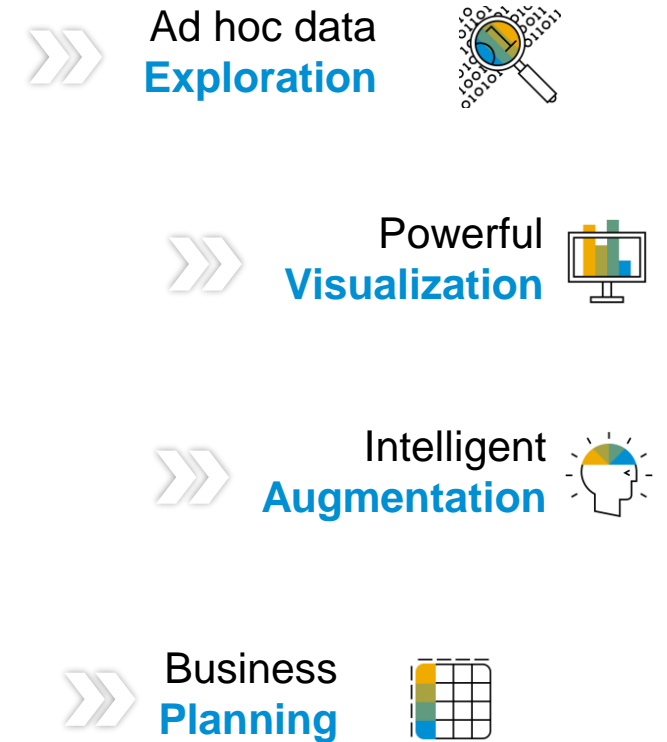 Ad hoc data
Exploration
Powerful
Visualization
Intelligent
Augmentation
Business
Planning